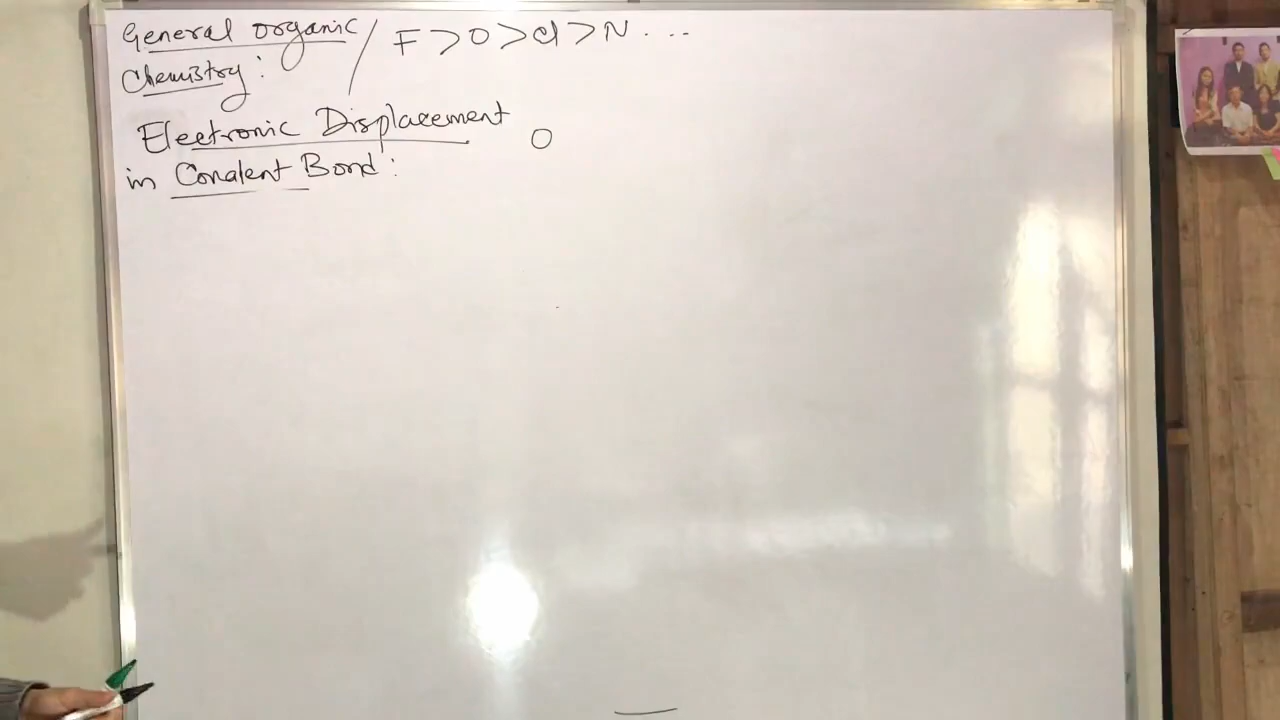 General organic / F > O > Cl > N ...
Chemistry:
Electronic Displacement O
in Covalent Bond: